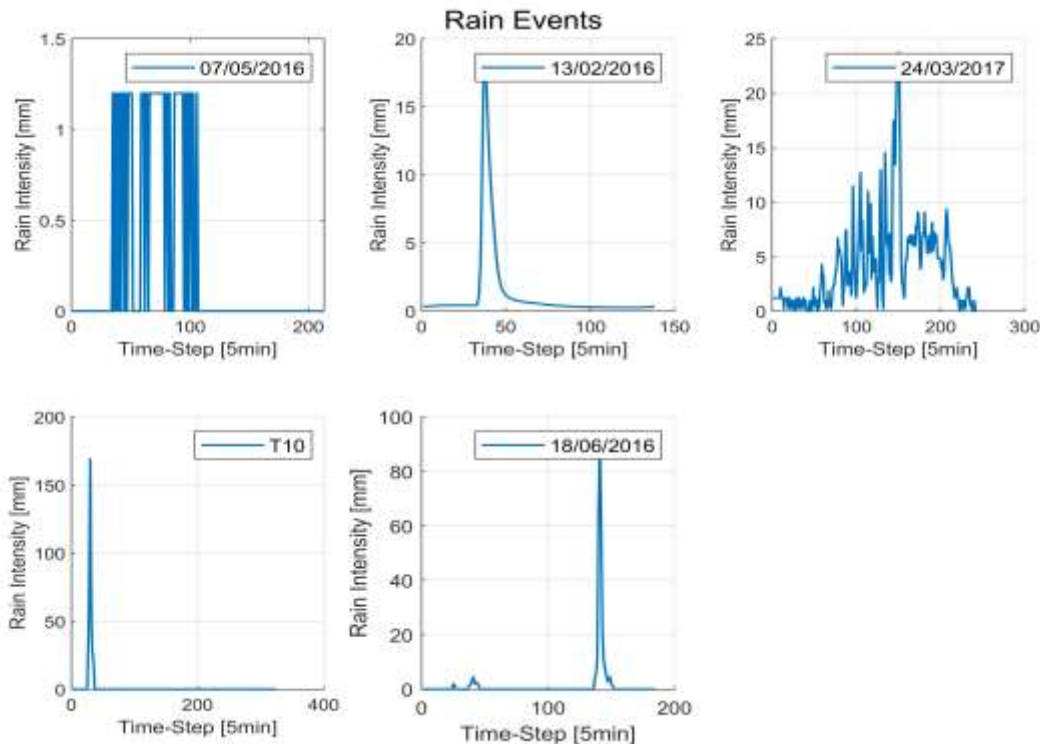 Rain Events
1.5
1
0.5
0
0 100 200
Rain Intensity [mm]
Time-Step [5min]
07/05/2016
20
15
10
5
0
0 50 100 150
Rain Intensity [mm]
Time-Step [5min]
13/02/2016
25
20
15
10
5
0
0 100 200 300
Rain Intensity [mm]
Time-Step [5min]
24/03/2017
200
150
100
50
0
0 200 400
Rain Intensity [mm]
Time-Step [5min]
T10
100
80
60
40
20
0
0 100 200
Rain Intensity [mm]
Time-Step [5min]
18/06/2016